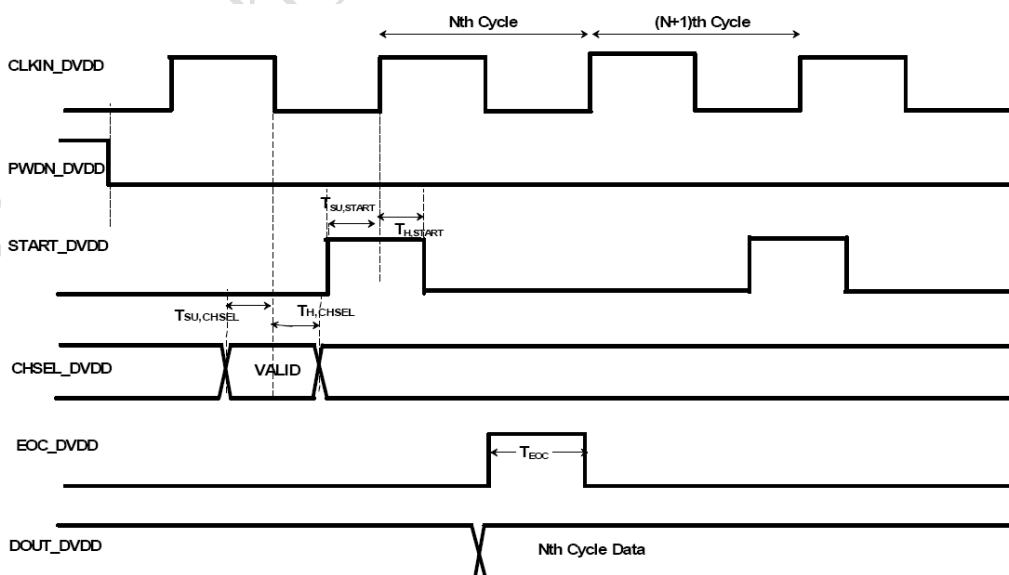 Nth Cycle
(N+1)th Cycle
CLKIN_DVDD
PWDN_DVDD
TSU,START
TH,START
START_DVDD
TSU,CHSEL
TH,CHSEL
CHSEL_DVDD
VALID
EOC_DVDD
TEOC
DOUT_DVDD
Nth Cycle Data